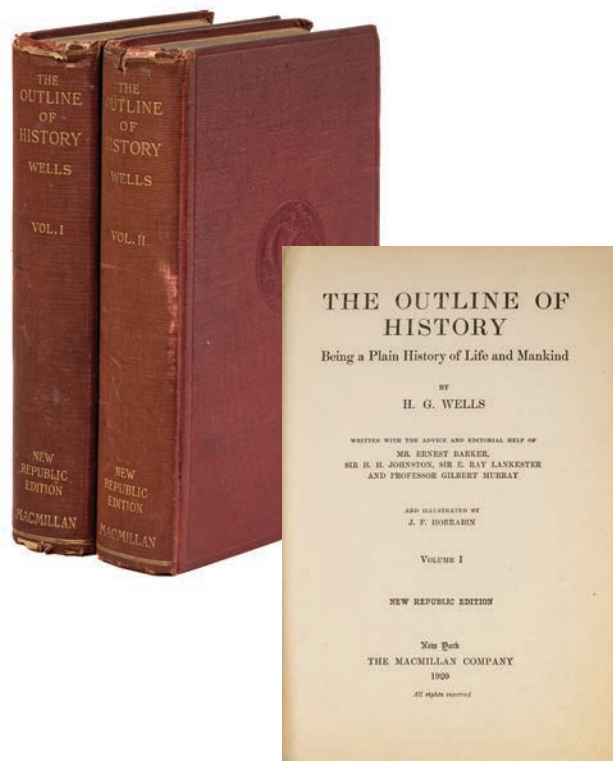 THE
OUTLINE
OF
HISTORY
WELLS
VOL. I
NEW
REPUBLIC
EDITION
MACMILLAN
THE
OUTLINE
OF
HISTORY
WELLS
VOL. II
NEW
REPUBLIC
EDITION
MACMILLAN
THE OUTLINE OF
HISTORY
Being a Plain History of Life and Mankind
BY
H. G. WELLS
WRITTEN WITH THE ADVICE AND EDITORIAL HELP OF
MR. ERNEST BARKER,
SIR H. H. JOHNSTON, SIR E. RAY LANKESTER
AND PROFESSOR GILBERT MURRAY
AND ILLUSTRATED BY
J. F. HORRABIN
VOLUME I
NEW REPUBLIC EDITION
New York
THE MACMILLAN COMPANY
1920
All rights reserved